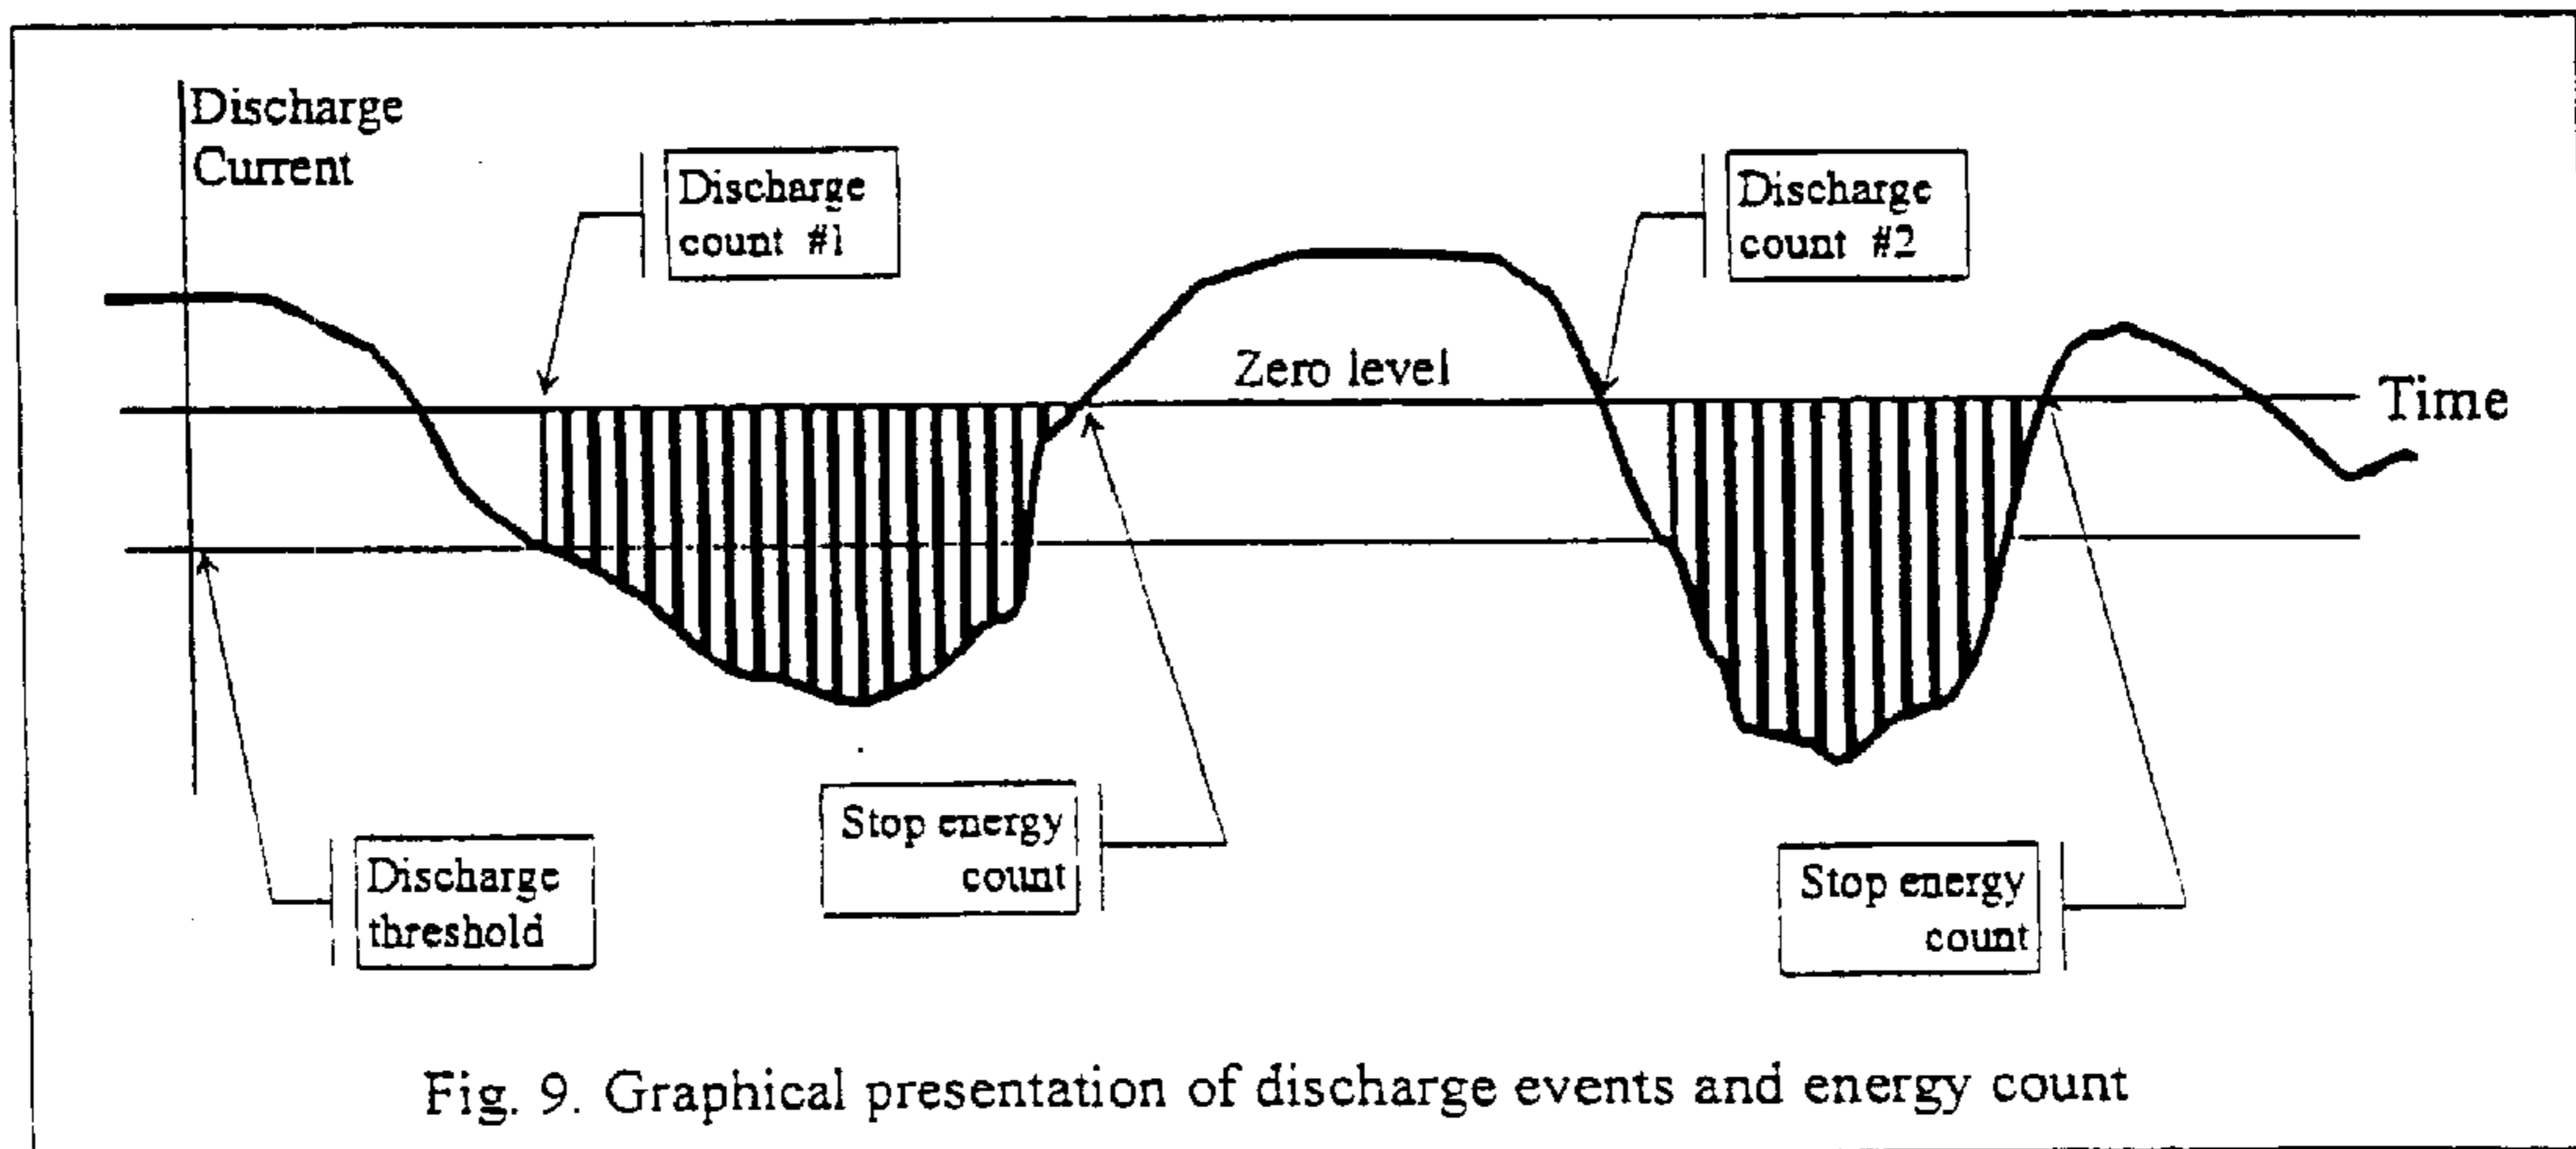 Discharge
Current
Discharge
count #1
Discharge
count #2
Zero level
Time
Stop energy
count
Discharge
threshold
Stop energy
count
Fig. 9. Graphical presentation of discharge events and energy count